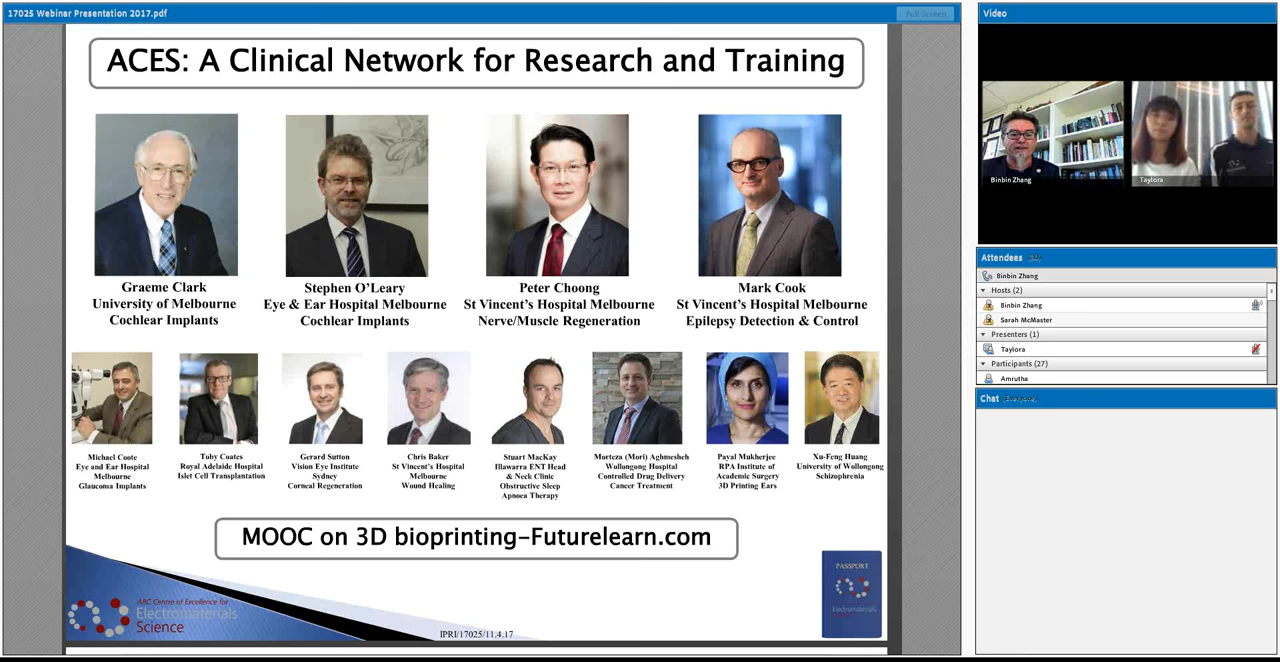 17025 Webinar Presentation 2017.pdf
Full Screen
ACES: A Clinical Network for Research and Training
Graeme Clark
University of Melbourne
Cochlear Implants
Stephen O'Leary
Eye & Ear Hospital Melbourne
Cochlear Implants
Peter Choong
St Vincent's Hospital Melbourne
Nerve/Muscle Regeneration
Mark Cook
St Vincent's Hospital Melbourne
Epilepsy Detection & Control
Michael Coote
Eye and Ear Hospital
Melbourne
Glaucoma Implants
Toby Coates
Royal Adelaide Hospital
Islet Cell Transplantation
Gerard Sutton
Vision Eye Institute
Sydney
Corneal Regeneration
Chris Baker
St Vincent's Hospital
Melbourne
Wound Healing
Stuart MacKay
Illawarra ENT Head
& Neck Clinic
Obstructive Sleep
Apnoea Therapy
Morteza (Mori) Aghmesheh
Wollongong Hospital
Controlled Drug Delivery
Cancer Treatment
Payal Mukherjee
RPA Institute of
Academic Surgery
3D Printing Ears
Xu-Feng Huang
University of Wollongong
Schizophrenia
MOOC on 3D bioprinting-Futurelearn.com
ARC Centre of Excellence for
Electromaterials
Science
IPRI/17025/11.4.17
PASSPORT
Electromaterials
Video
Binbin Zhang
Taylora
Attendees
Binbin Zhang
Hosts (2)
Binbin Zhang
Sarah McMaster
Presenters (1)
Taylora
Participants (27)
Amrutha
Chat (Everyone)